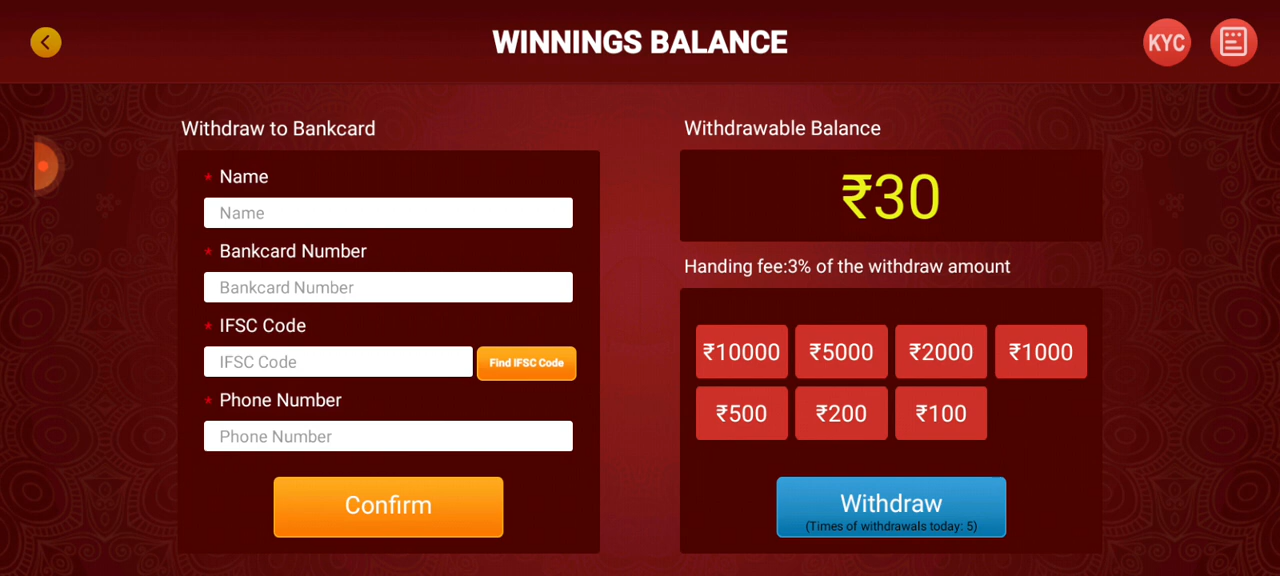 WINNINGS BALANCE
KYC
Withdraw to Bankcard
* Name
Name
* Bankcard Number
Bankcard Number
* IFSC Code
IFSC Code
Find IFSC Code
* Phone Number
Phone Number
Confirm
Withdrawable Balance
₹30
Handing fee:3% of the withdraw amount
₹10000 ₹5000 ₹2000 ₹1000
₹500 ₹200 ₹100
Withdraw
(Times of withdrawals today: 5)